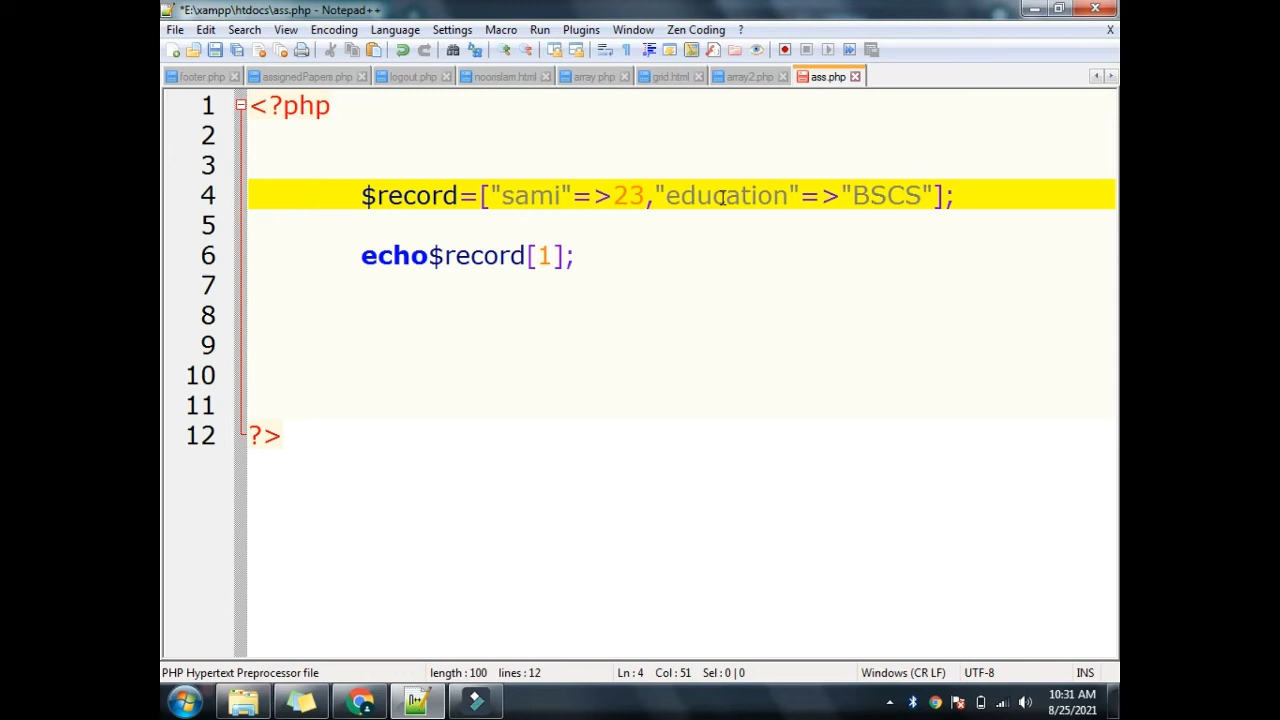 *E:\xampp\htdocs\ass.php - Notepad++
File Edit Search View Encoding Language Settings Macro Run Plugins Window Zen Coding ? X
footer.php assignedPapers.php logout.php nooríslam.html array.php grid.html array2.php ass.php
1 <?php
2
3
4 $record=["sami"=>23,"education"=>"BSCS"];
5
6 echo$record[1];
7
8
9
10
11
12 ?>
PHP Hypertext Preprocessor file length : 100 lines : 12 Ln : 4 Col : 51 Sel : 0 | 0 Windows (CR LF) UTF-8 INS
10:31 AM
8/25/2021